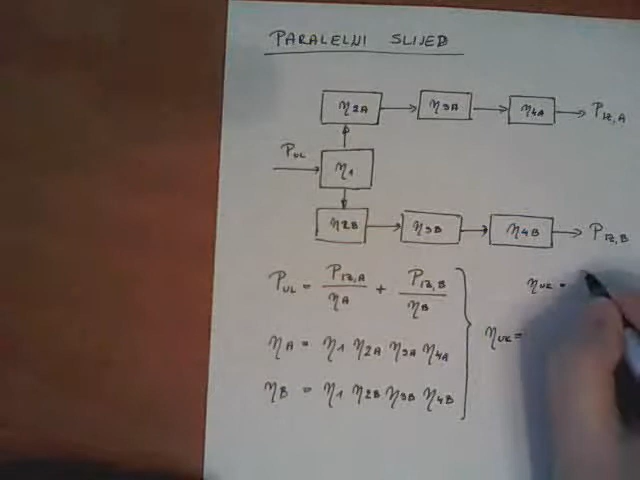 PARALELNI SLIJED
η2A η3A η4A PIZ,A
PUL η1
η2B η3B η4B PIZ,B
PUL = PIZ,A / ηA + PIZ,B / ηB
ηUK =
ηUK =
ηA = η1 η2A η3A η4A
ηB = η1 η2B η3B η4B